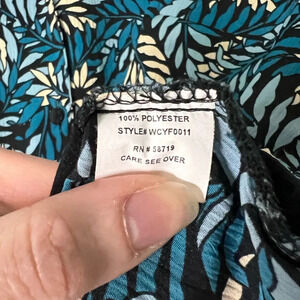 100% POLYESTER
STYLE# WCYF0011
RN # 58719
CARE SEE OVER